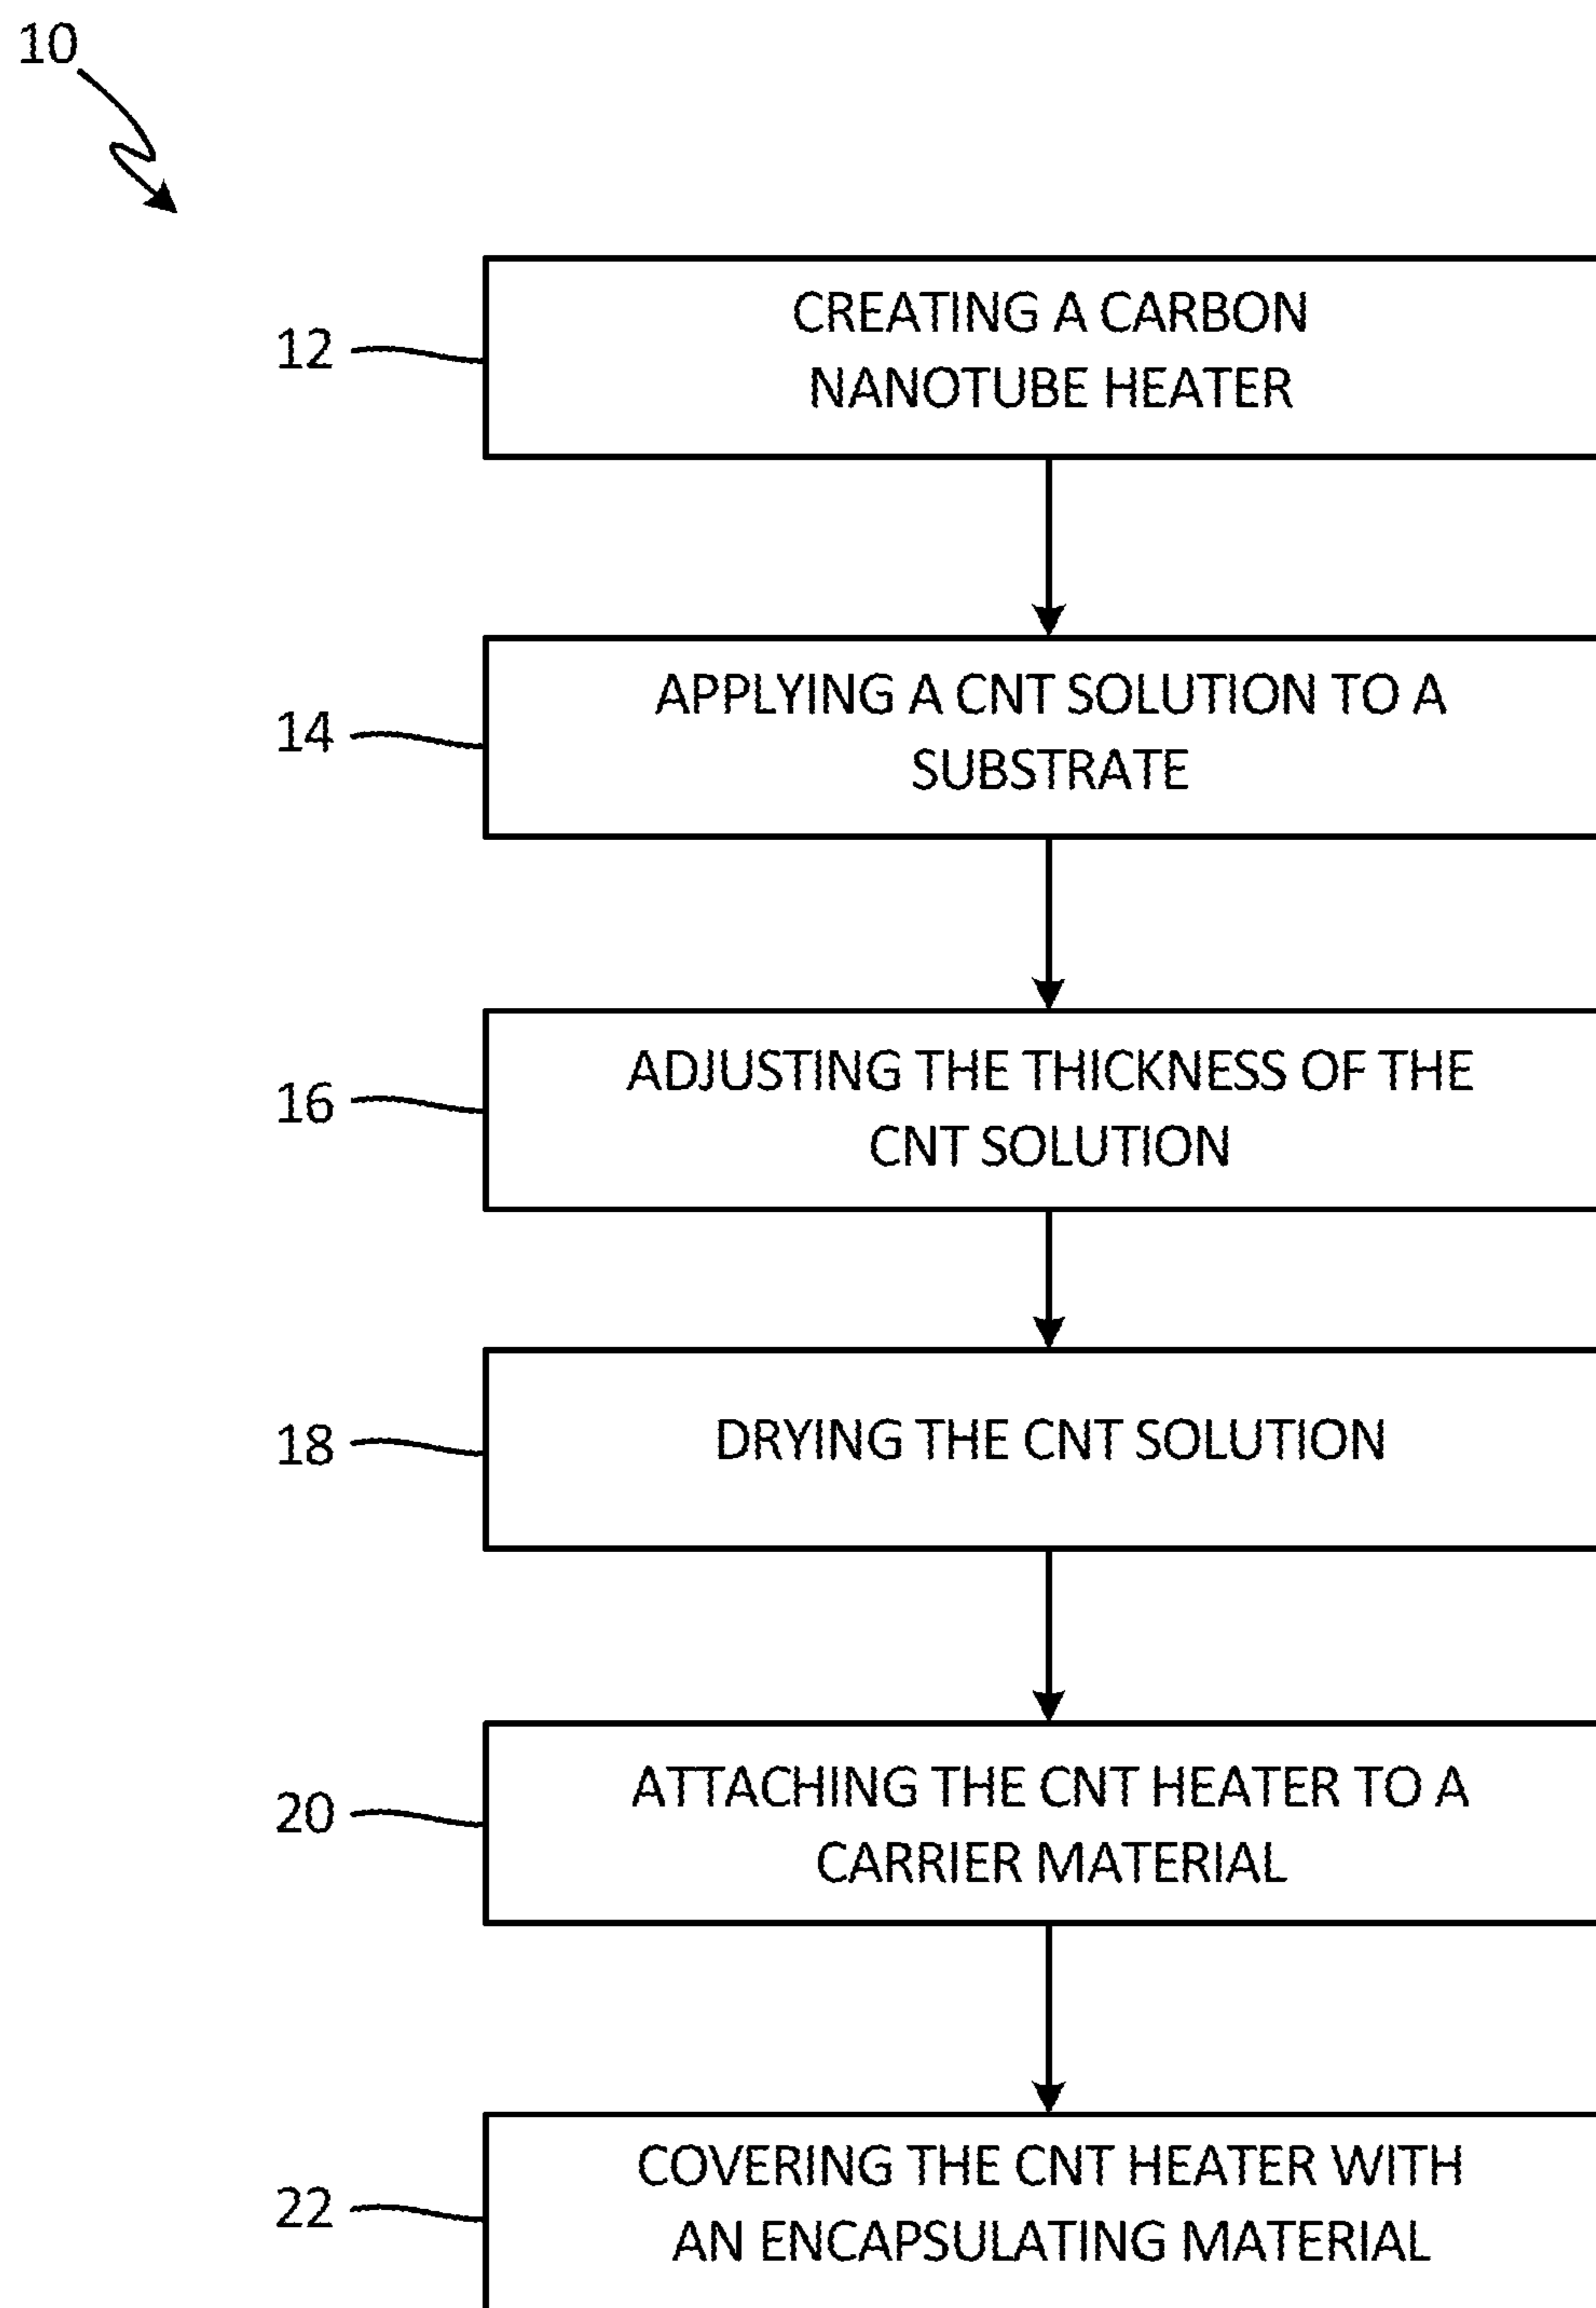 10
12
CREATING A CARBON
NANOTUBE HEATER
14
APPLYING A CNT SOLUTION TO A
SUBSTRATE
16
ADJUSTING THE THICKNESS OF THE
CNT SOLUTION
18
DRYING THE CNT SOLUTION
20
ATTACHING THE CNT HEATER TO A
CARRIER MATERIAL
22
COVERING THE CNT HEATER WITH
AN ENCAPSULATING MATERIAL